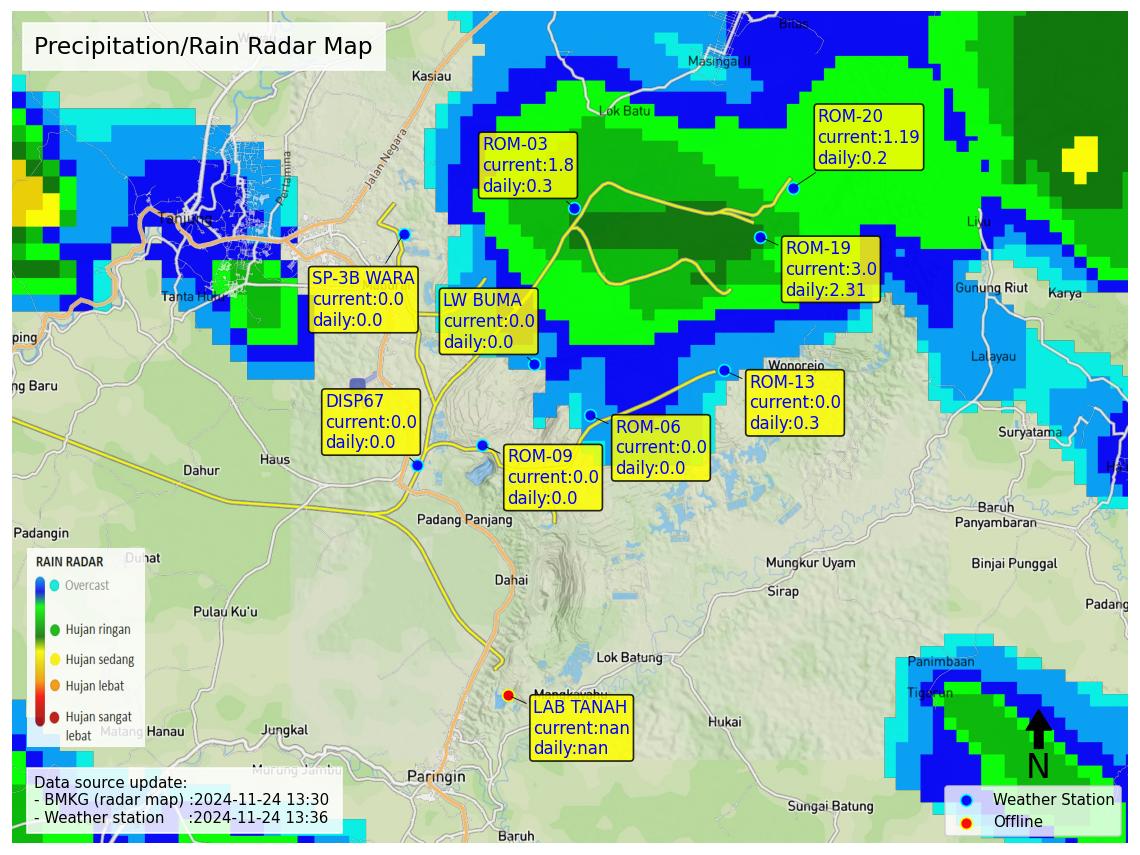 Precipitation/Rain Radar Map
Bilas
Masingai II
Kasiau
Lok Batu
Jalan Negara
Pertamina
ROM-20
current:1.19
daily:0.2
ROM-03
current:1.8
daily:0.3
Tanjung
Liyu
ROM-19
current:3.0
daily:2.31
SP-3B WARA
current:0.0
daily:0.0
LW BUMA
current:0.0
daily:0.0
Tanta Hulu
Gunung Riut
Karya
ping
Lalayau
Wonorejo
ng Baru
ROM-13
current:0.0
daily:0.3
DISP67
current:0.0
daily:0.0
ROM-06
current:0.0
daily:0.0
Suryatama
ROM-09
current:0.0
daily:0.0
Haus
Dahur
Baruh
Panyambaran
Padang Panjang
Padangin
Duhat
Mungkur Uyam
Binjai Punggal
Dahai
Sirap
Padang
Pulau Ku'u
RAIN RADAR
Overcast
Hujan ringan
Hujan sedang
Hujan lebat
Hujan sangat
lebat
Lok Batung
Panimbaan
Tigarun
Mangkayahu
LAB TANAH
current:nan
daily:nan
Hukai
Matang Hanau
Jungkal
Murung Jambu
Paringin
N
Data source update:
- BMKG (radar map) :2024-11-24 13:30
- Weather station :2024-11-24 13:36
Sungai Batung
Baruh
Weather Station
Offline